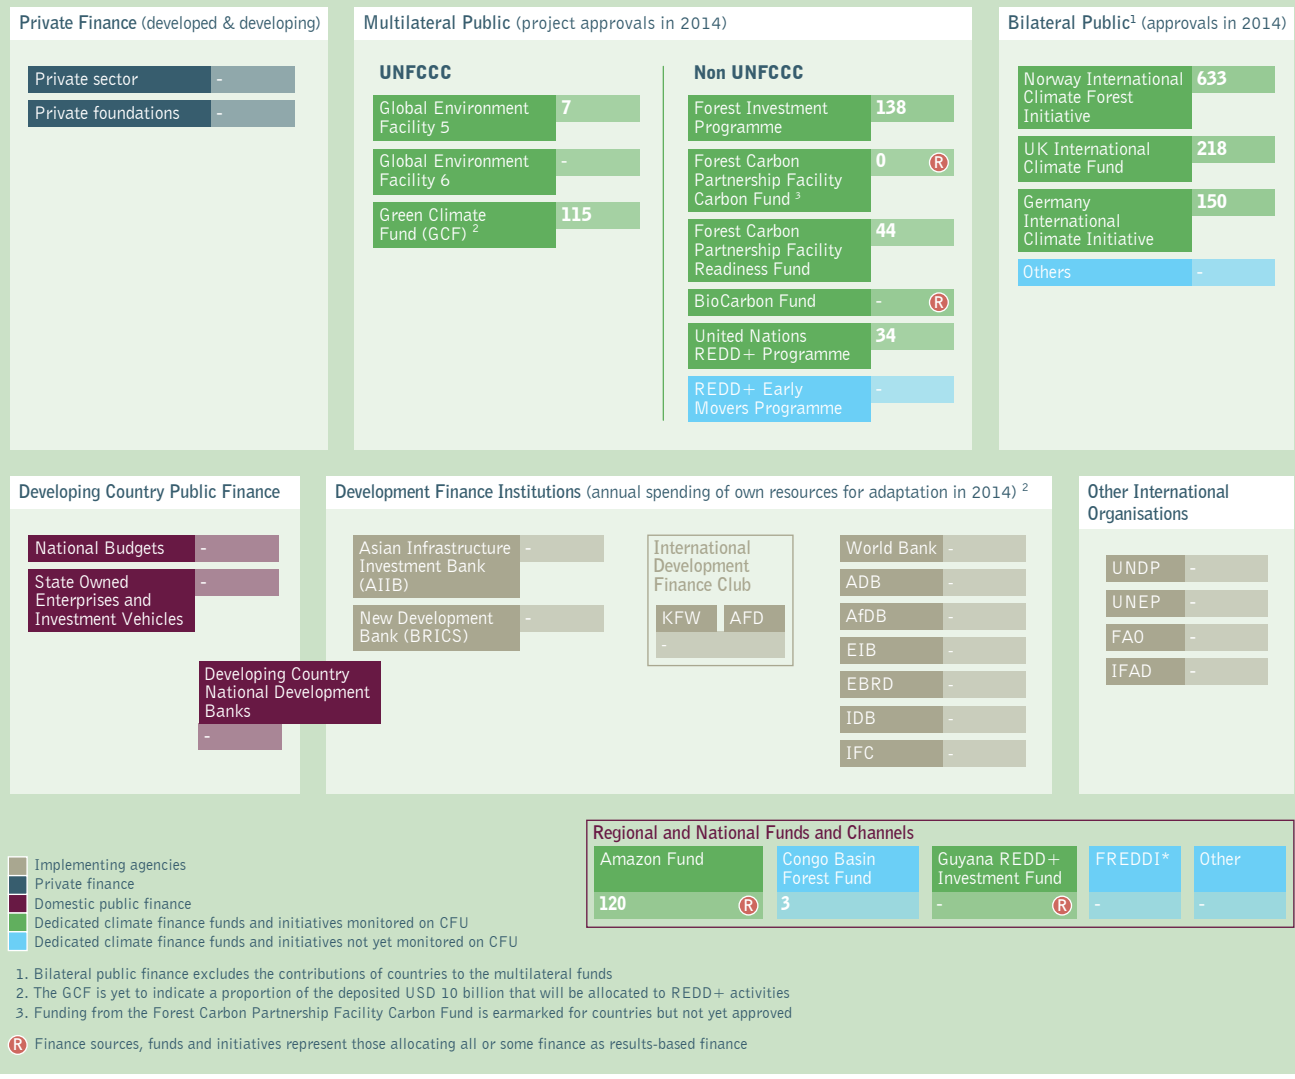 Private Finance (developed & developing)
Private sector -
Private foundations -
Multilateral Public (project approvals in 2014)
UNFCCC
Global Environment 7
Facility 5
Global Environment -
Facility 6
Green Climate 115
Fund (GCF) 2
Non UNFCCC
Forest Investment 138
Programme
Forest Carbon 0 R
Partnership Facility
Carbon Fund 3
Forest Carbon 44
Partnership Facility
Readiness Fund
BioCarbon Fund - R
United Nations 34
REDD+ Programme
REDD+ Early -
Movers Programme
Bilateral Public1 (approvals in 2014)
Norway International 633
Climate Forest
Initiative
UK International 218
Climate Fund
Germany 150
International
Climate Initiative
Others -
Developing Country Public Finance
National Budgets -
State Owned -
Enterprises and
Investment Vehicles
Developing Country
National Development
Banks
-
Development Finance Institutions (annual spending of own resources for adaptation in 2014) 2
Asian Infrastructure -
Investment Bank
(AIIB)
New Development -
Bank (BRICS)
International
Development
Finance Club
KFW AFD
-
World Bank -
ADB -
AfDB -
EIB -
EBRD -
IDB -
IFC -
Other International
Organisations
UNDP -
UNEP -
FAO -
IFAD -
Regional and National Funds and Channels
Amazon Fund
120 R
Congo Basin
Forest Fund
3
Guyana REDD+
Investment Fund
- R
FREDDI*
-
Other
-
Implementing agencies
Private finance
Domestic public finance
Dedicated climate finance funds and initiatives monitored on CFU
Dedicated climate finance funds and initiatives not yet monitored on CFU
1. Bilateral public finance excludes the contributions of countries to the multilateral funds
2. The GCF is yet to indicate a proportion of the deposited USD 10 billion that will be allocated to REDD+ activities
3. Funding from the Forest Carbon Partnership Facility Carbon Fund is earmarked for countries but not yet approved
R Finance sources, funds and initiatives represent those allocating all or some finance as results-based finance